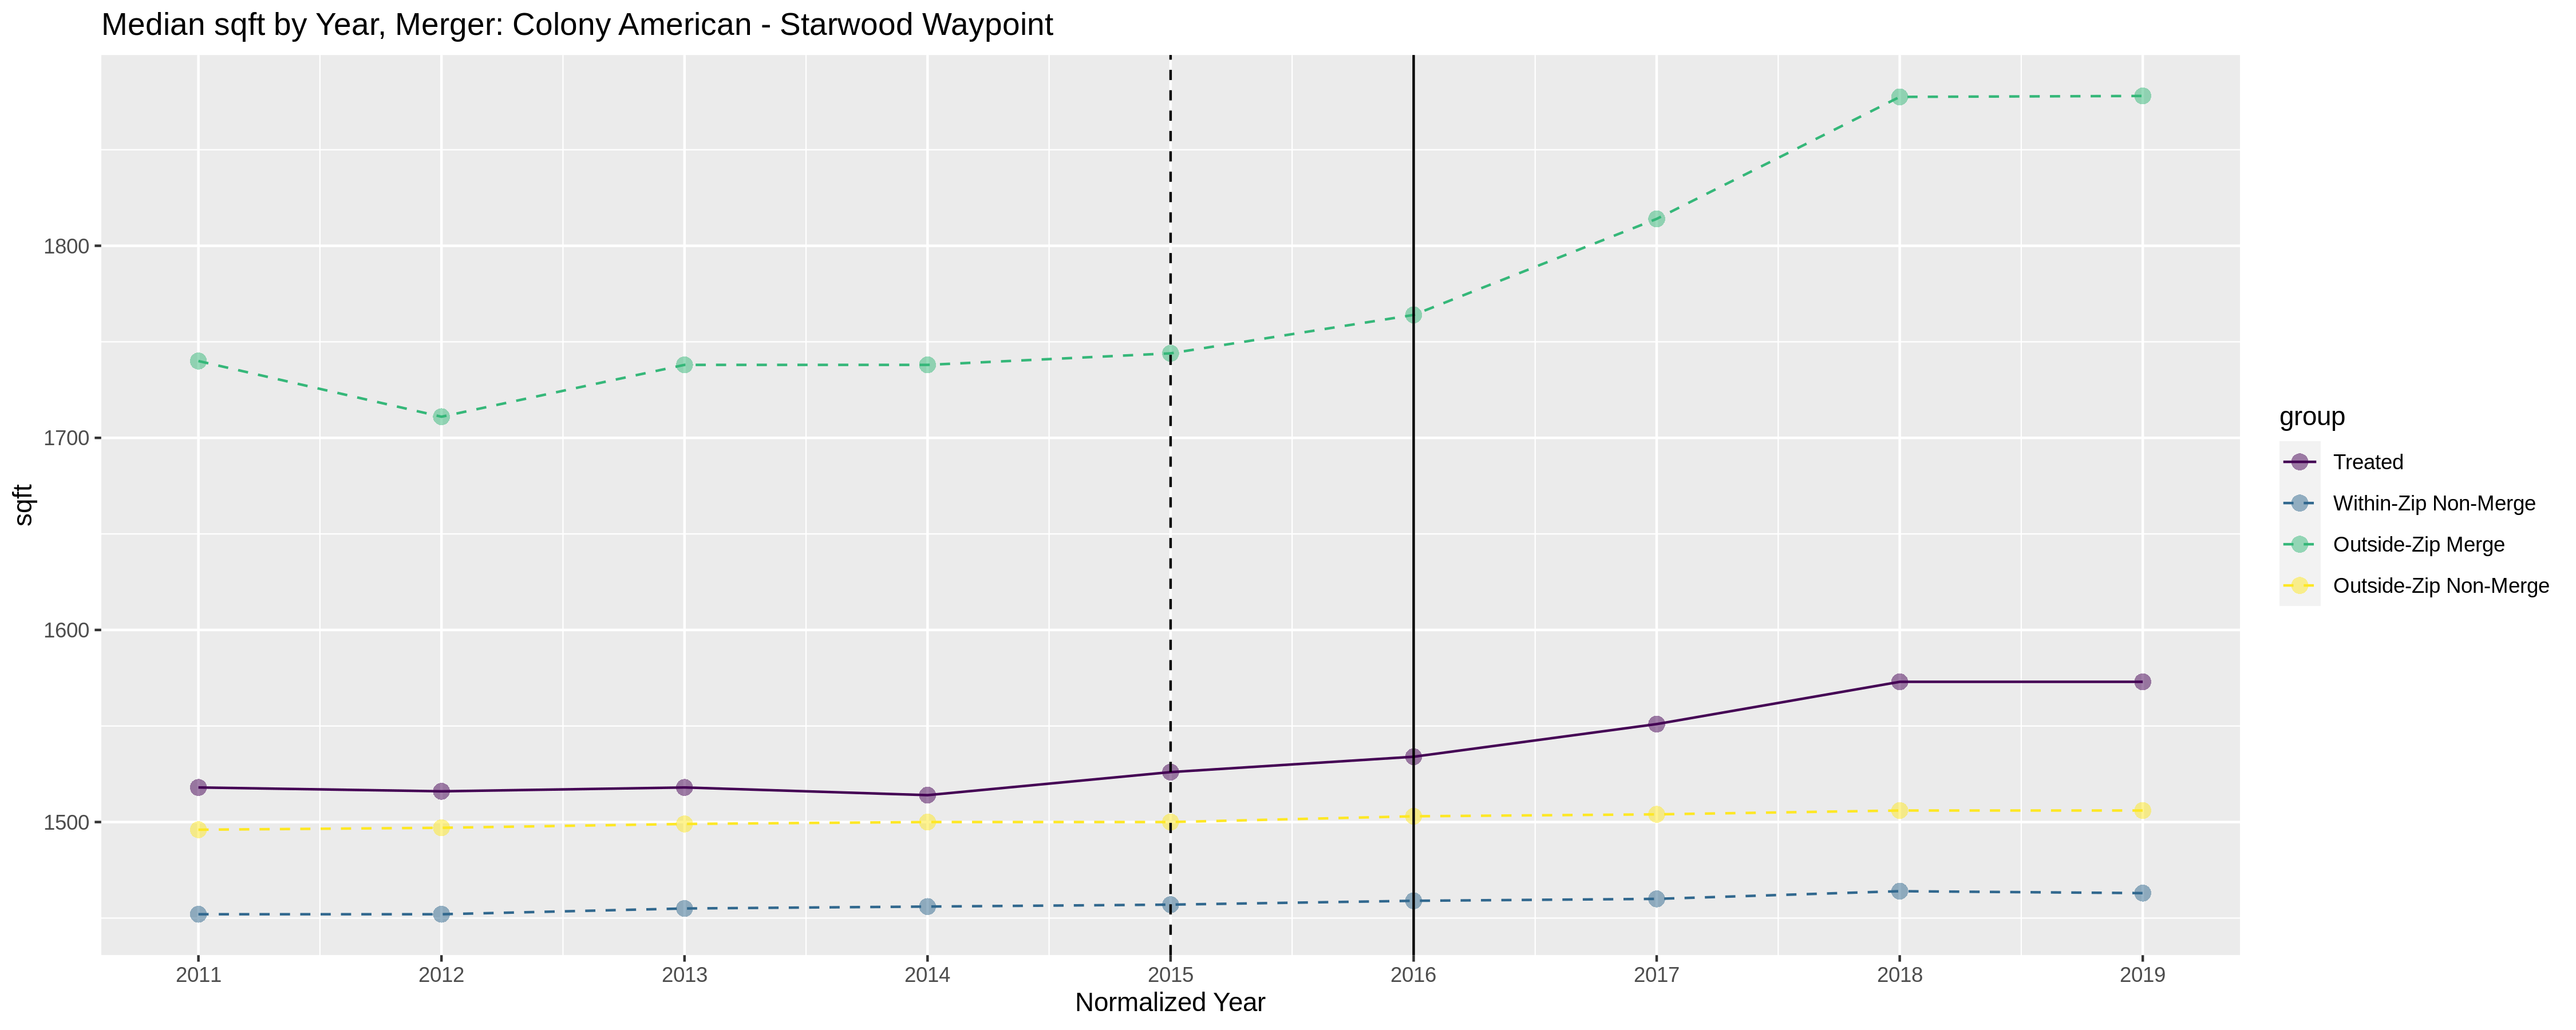 Median sqft by Year, Merger: Colony American - Starwood Waypoint
sqft
1800
1700
1600
1500
2011 2012 2013 2014 2015 2016 2017 2018 2019
Normalized Year
group
Treated
Within-Zip Non-Merge
Outside-Zip Merge
Outside-Zip Non-Merge